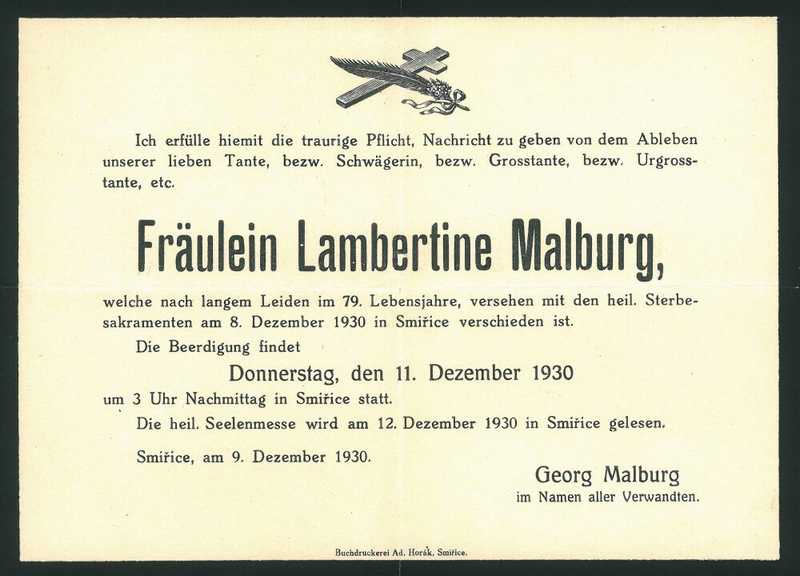 Ich erfülle hiemit die traurige Pflicht, Nachricht zu geben von dem Ableben
unserer lieben Tante, bezw. Schwägerin, bezw. Grosstante, bezw. Urgross-
tante, etc.
Fräulein Lambertine Malburg,
welche nach langem Leiden im 79. Lebensjahre, versehen mit den heil. Sterbe-
sakramenten am 8. Dezember 1930 in Smiřice verschieden ist.
Die Beerdigung findet
Donnerstag, den 11. Dezember 1930
um 3 Uhr Nachmittag in Smiřice statt.
Die heil. Seelenmesse wird am 12. Dezember 1930 in Smiřice gelesen.
Smiřice, am 9. Dezember 1930.
Georg Malburg
im Namen aller Verwandten.
Buchdruckerei Ad. Horák, Smiřice.